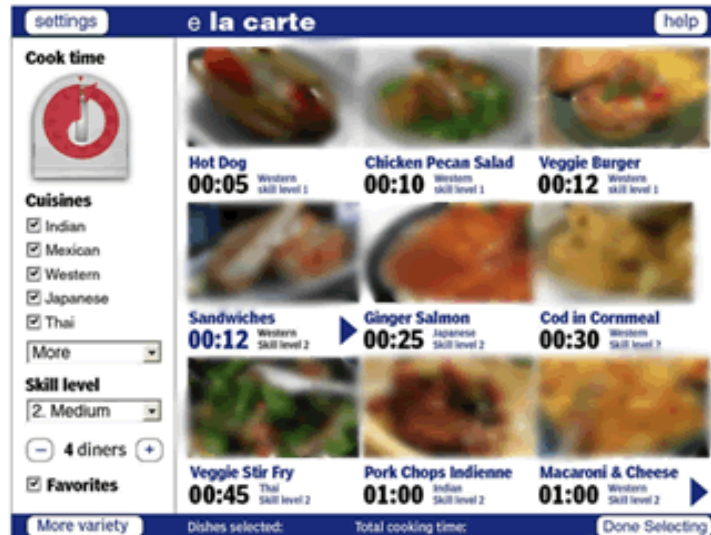 settings
e la carte
help
Cook time
Cuisines
Indian
Mexican
Western
Japanese
Thai
More
Skill level
2. Medium
− 4 diners +
Favorites
Hot Dog
00:05 Western
skill level 1
Chicken Pecan Salad
00:10 Western
skill level 1
Veggie Burger
00:12 Western
skill level 1
Sandwiches
00:12 Western
Skill level 2
Ginger Salmon
00:25 Japanese
Skill level 2
Cod in Cornmeal
00:30 Western
Skill level 2
Veggie Stir Fry
00:45 Thai
Skill level 2
Pork Chops Indienne
01:00 Indian
Skill level 2
Macaroni & Cheese
01:00 Western
Skill level 2
More variety
Dishes selected:
Total cooking time:
Done Selecting